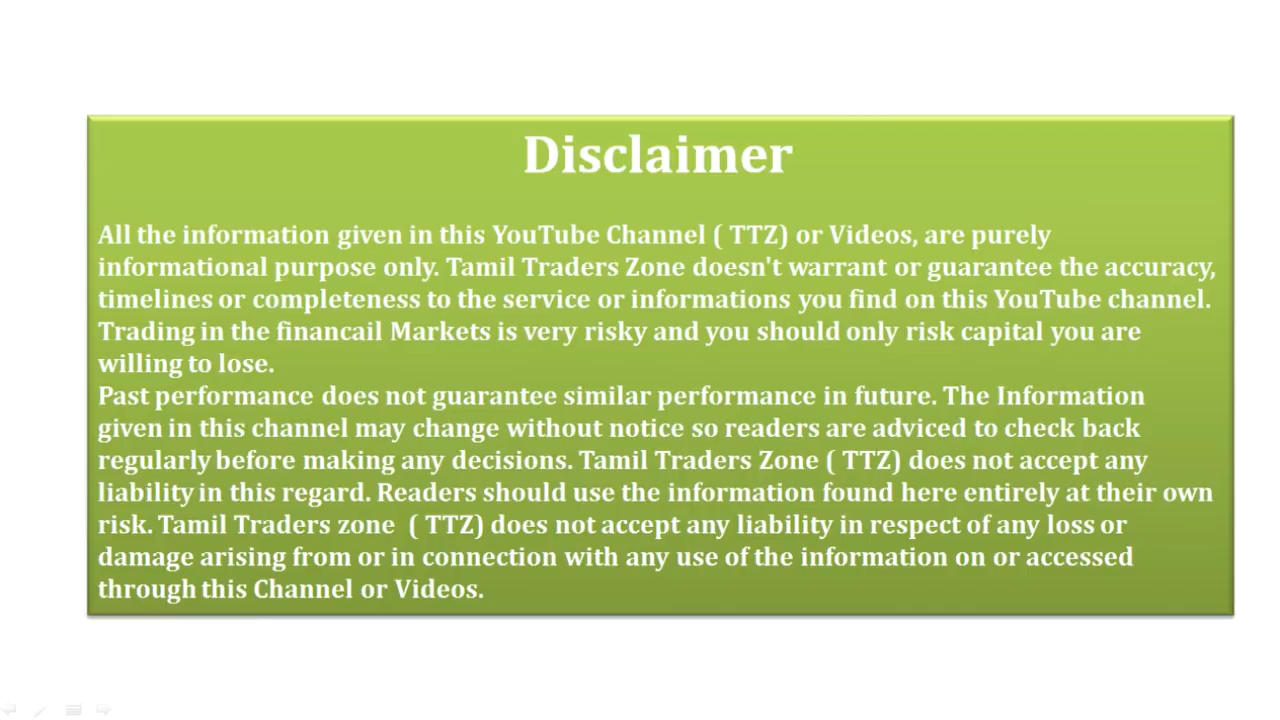 Disclaimer
All the information given in this YouTube Channel ( TTZ) or Videos, are purely
informational purpose only. Tamil Traders Zone doesn't warrant or guarantee the accuracy,
timelines or completeness to the service or informations you find on this YouTube channel.
Trading in the financail Markets is very risky and you should only risk capital you are
willing to lose.
Past performance does not guarantee similar performance in future. The Information
given in this channel may change without notice so readers are adviced to check back
regularly before making any decisions. Tamil Traders Zone ( TTZ) does not accept any
liability in this regard. Readers should use the information found here entirely at their own
risk. Tamil Traders zone  ( TTZ) does not accept any liability in respect of any loss or
damage arising from or in connection with any use of the information on or accessed
through this Channel or Videos.